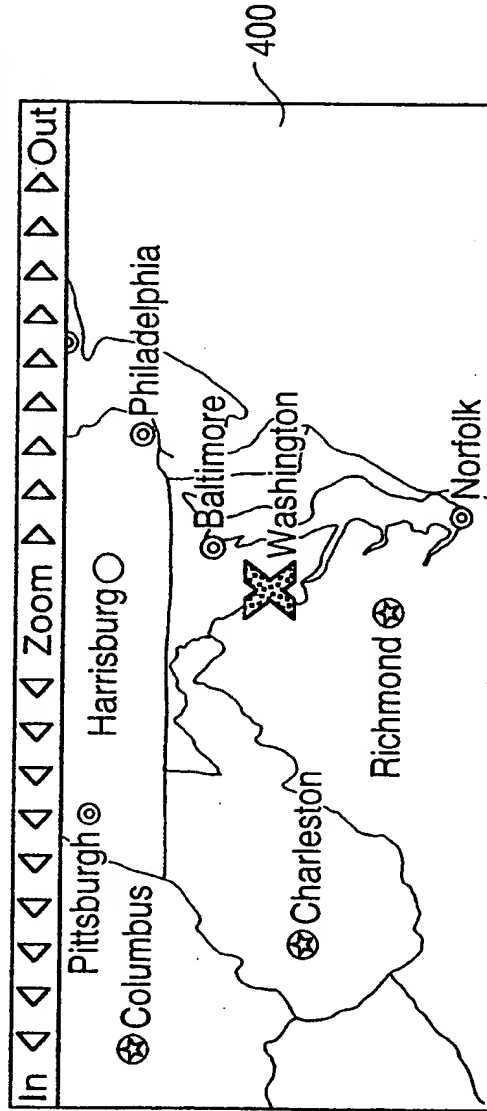 In Zoom Out
Pittsburgh
Columbus
Harrisburg
Philadelphia
Baltimore
Washington
Charleston
Richmond
Norfolk
400